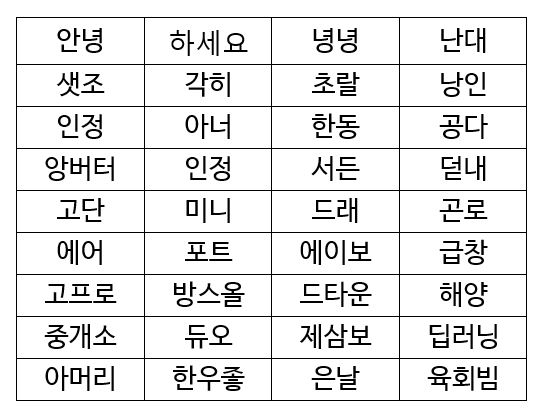 안녕 하세요 녕녕 난대
샛조 각히 초랄 낭인
인정 아너 한동 공다
앙버터 인정 서든 덛내
고단 미니 드래 곤로
에어 포트 에이보 급창
고프로 방스올 드타운 해양
중개소 듀오 제삼보 딥러닝
아머리 한우좋 은날 육회빔